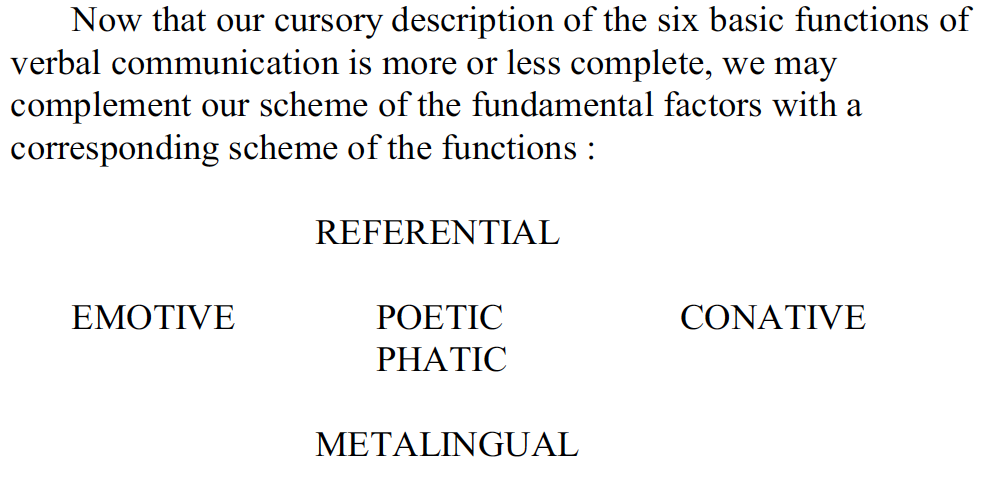 Now that our cursory description of the six basic functions of
verbal communication is more or less complete, we may
complement our scheme of the fundamental factors with a
corresponding scheme of the functions :
REFERENTIAL
EMOTIVE POETIC CONATIVE
PHATIC
METALINGUAL